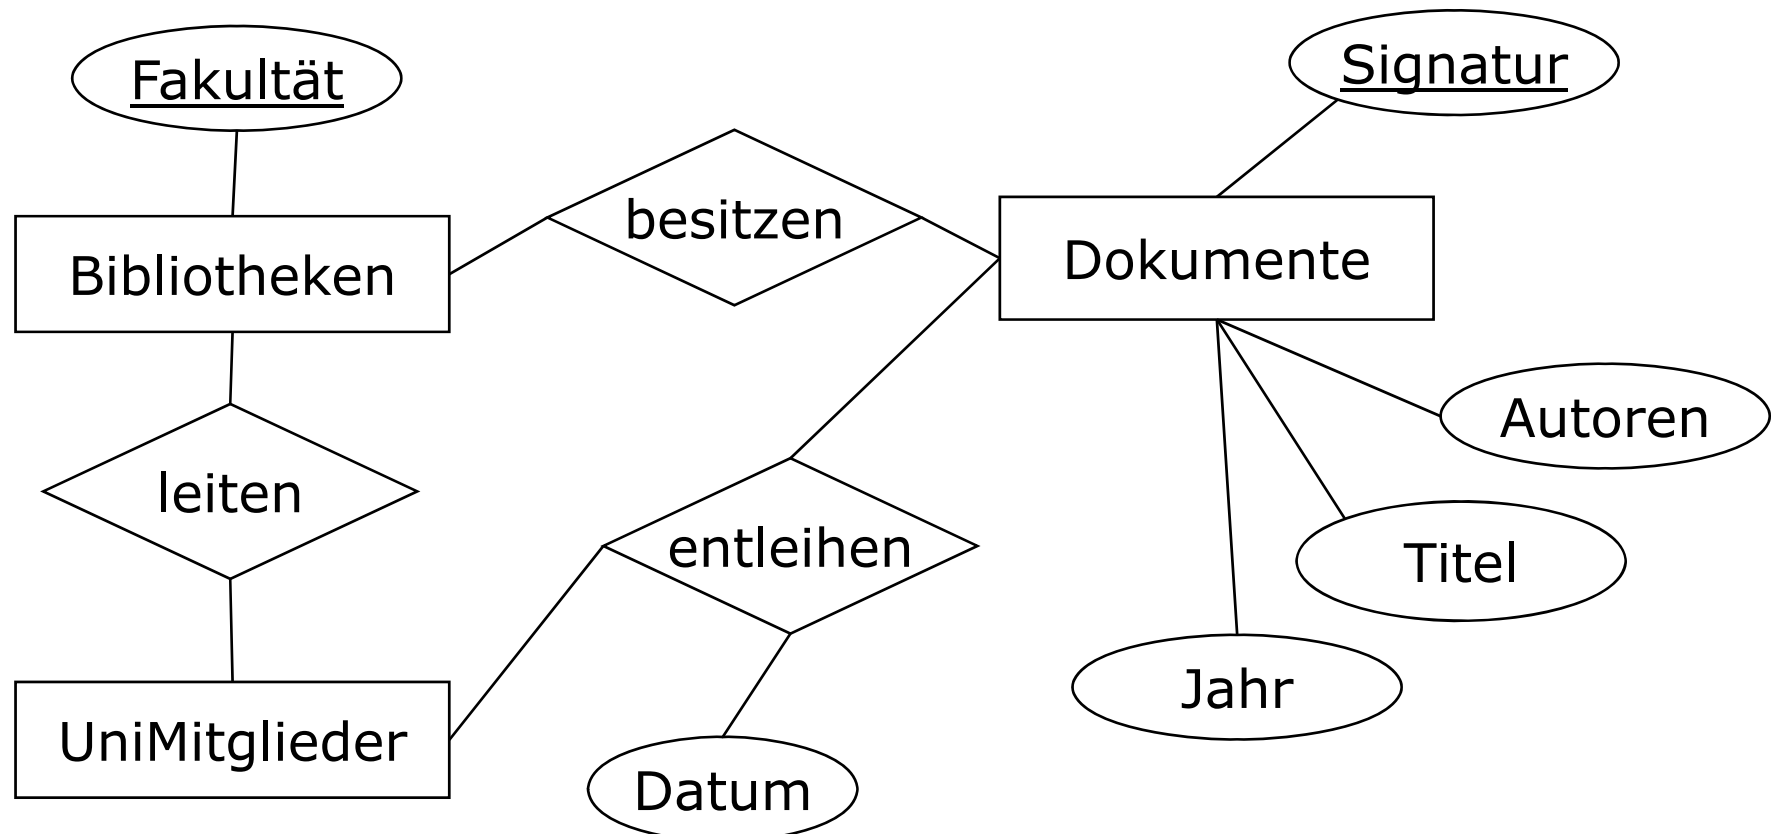 Fakultät
Signatur
besitzen
Bibliotheken
Dokumente
Autoren
leiten
entleihen
Titel
Jahr
UniMitglieder
Datum